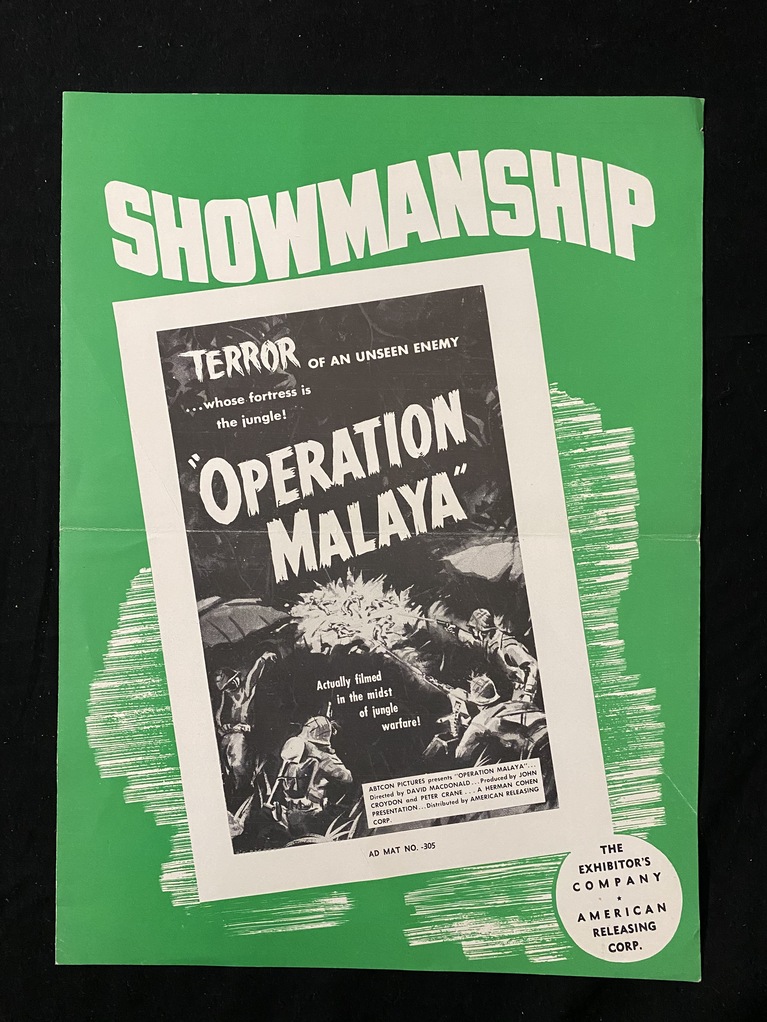 SHOWMANSHIP
TERROR OF AN UNSEEN ENEMY
...whose fortress is
the jungle!
"OPERATION
MALAYA"
Actually filmed
in the midst
of jungle
warfare!
ABTCON PICTURES presents "OPERATION MALAYA"...
Directed by DAVID MACDONALD...Produced by JOHN
CROYDON and PETER CRANE...A HERMAN COHEN
PRESENTATION...Distributed by AMERICAN RELEASING
CORP.
AD MAT NO. -305
THE
EXHIBITOR'S
COMPANY
*
AMERICAN
RELEASING
CORP.